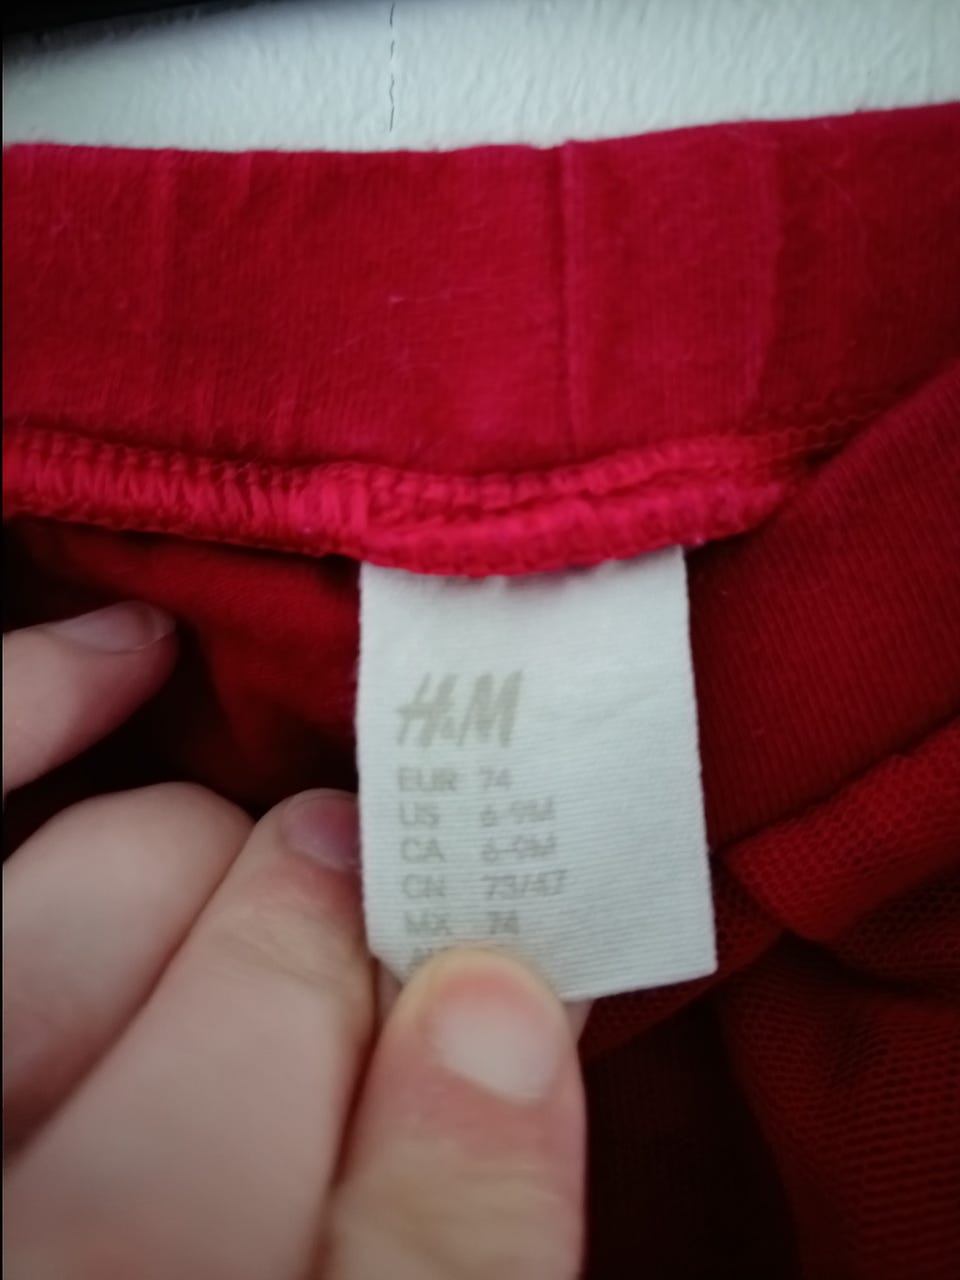 H&M
EUR 74
US 6-9M
CA 6-9M
CN 73/47
MX 74